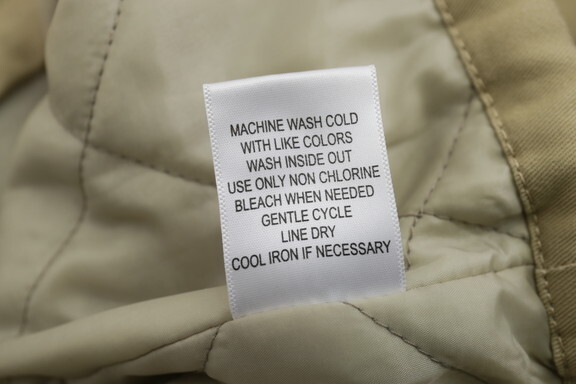 MACHINE WASH COLD
WITH LIKE COLORS
WASH INSIDE OUT
USE ONLY NON CHLORINE
BLEACH WHEN NEEDED
GENTLE CYCLE
LINE DRY
COOL IRON IF NECESSARY